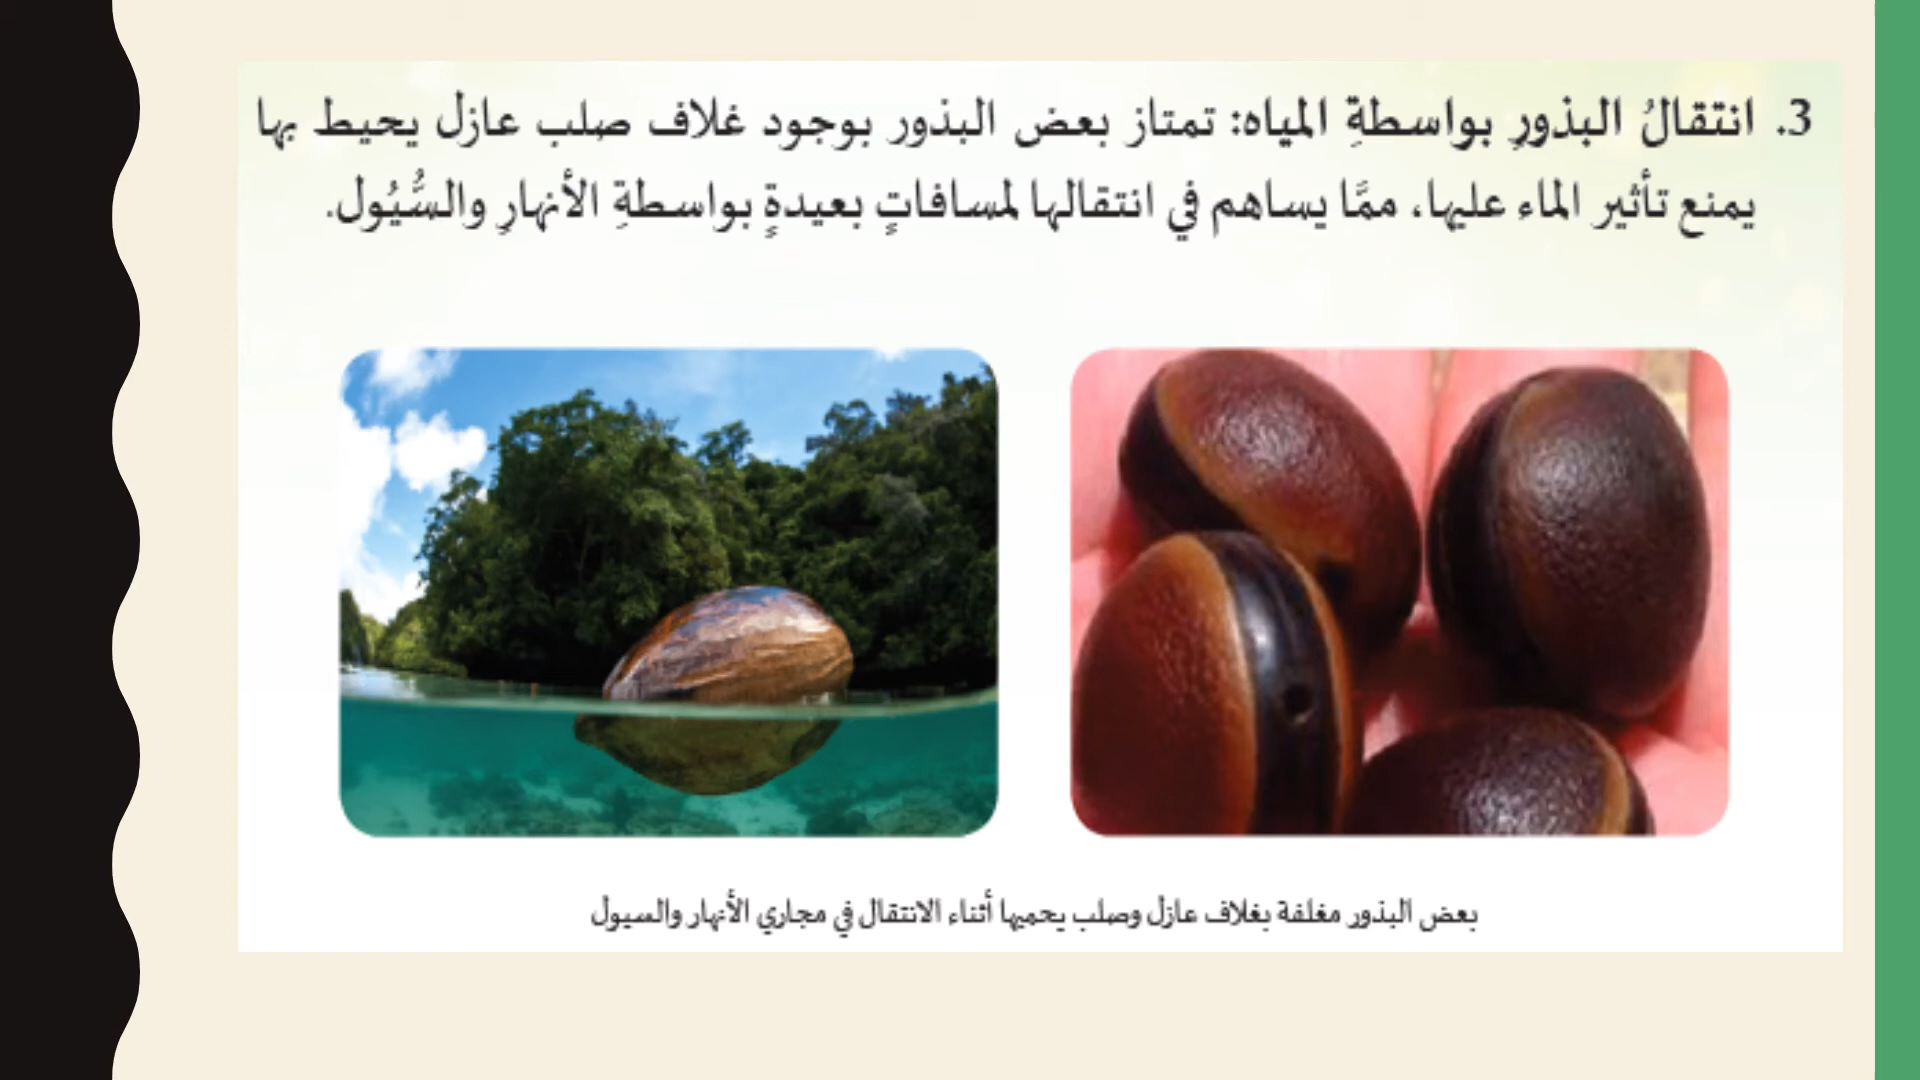 3. انتقالُ البذورِ بواسطةِ المياه: تمتاز بعض البذور بوجود غلاف صلب عازل يحيط بها
يمنع تأثير الماء عليها، ممَّا يساهم في انتقالها لمسافاتٍ بعيدةٍ بواسطةِ الأنهارِ والسُّيُول.
بعض البذور مغلفة بغلاف عازل وصلب يحميها أثناء الانتقال في مجاري الأنهار والسيول